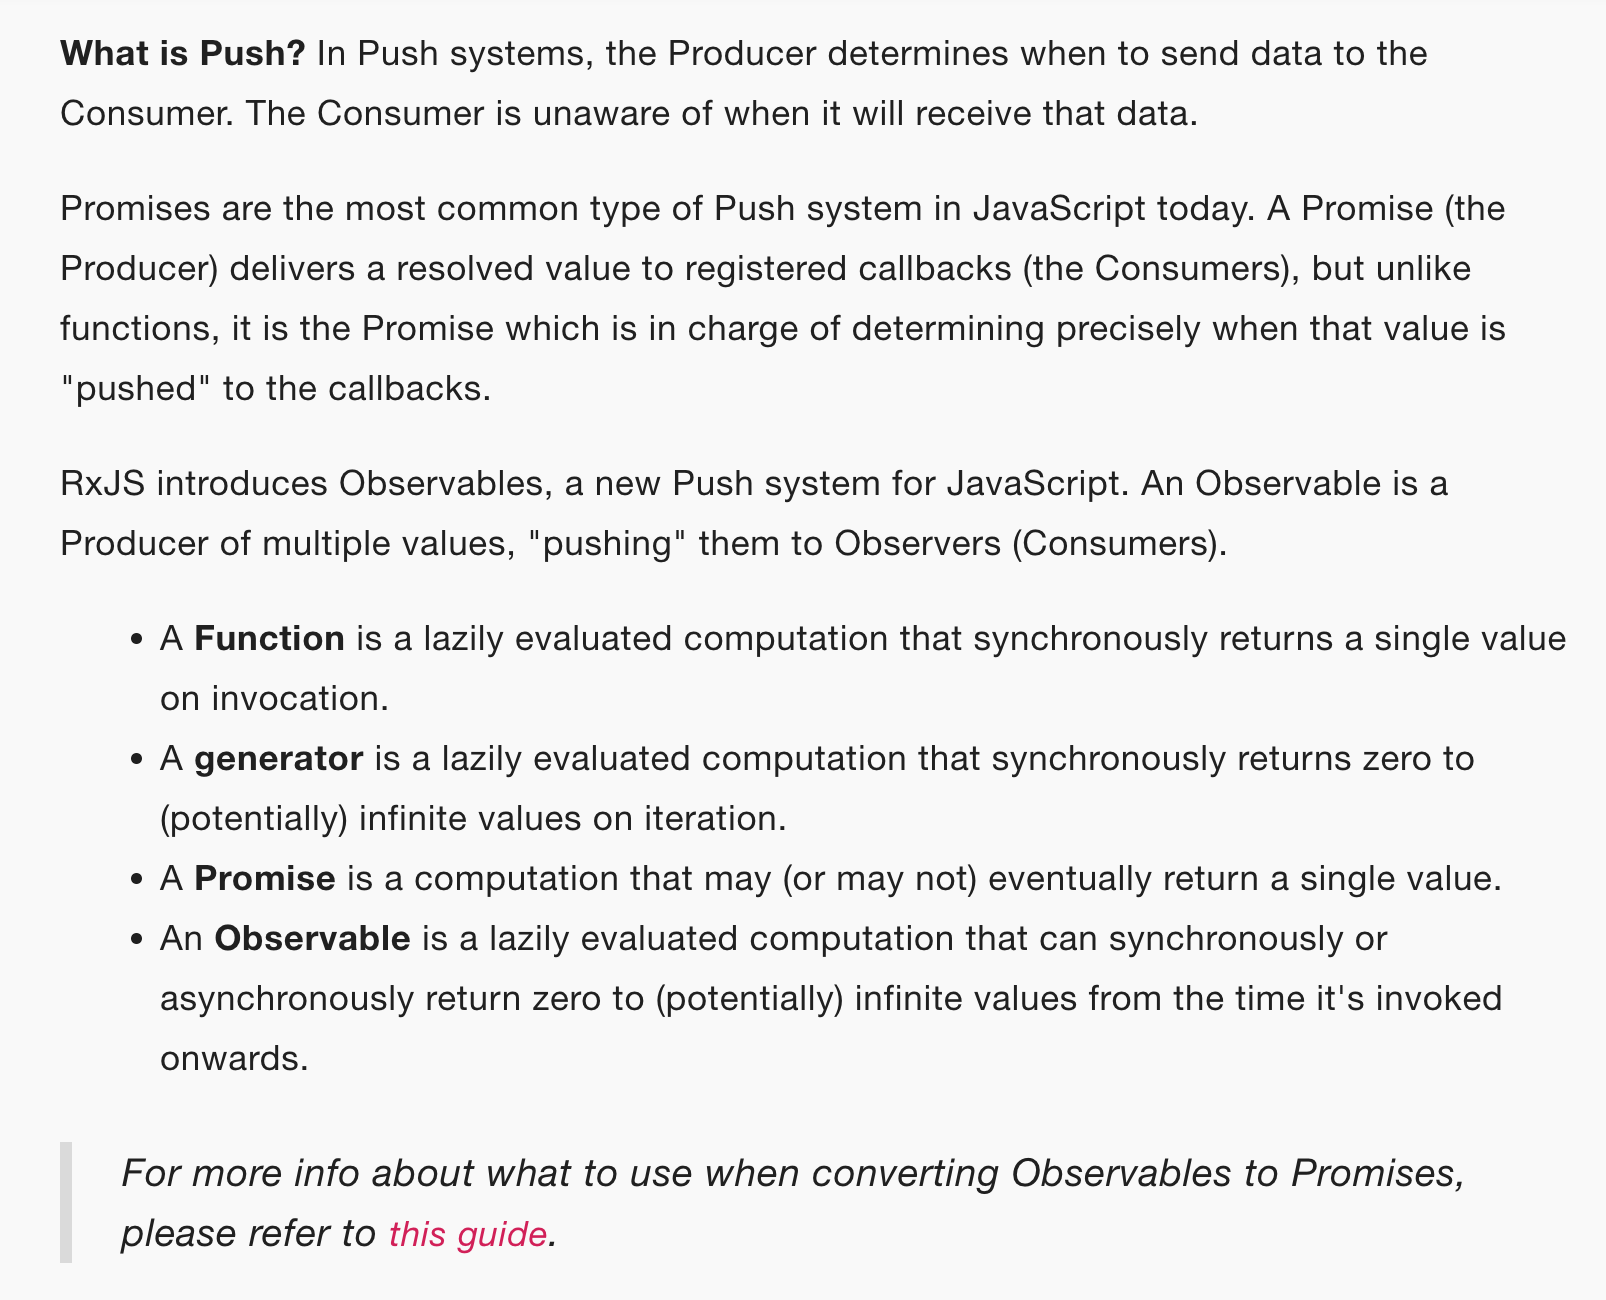 What is Push? In Push systems, the Producer determines when to send data to the
Consumer. The Consumer is unaware of when it will receive that data.
Promises are the most common type of Push system in JavaScript today. A Promise (the
Producer) delivers a resolved value to registered callbacks (the Consumers), but unlike
functions, it is the Promise which is in charge of determining precisely when that value is
"pushed" to the callbacks.
RxJS introduces Observables, a new Push system for JavaScript. An Observable is a
Producer of multiple values, "pushing" them to Observers (Consumers).
• A Function is a lazily evaluated computation that synchronously returns a single value
on invocation.
• A generator is a lazily evaluated computation that synchronously returns zero to
(potentially) infinite values on iteration.
• A Promise is a computation that may (or may not) eventually return a single value.
• An Observable is a lazily evaluated computation that can synchronously or
asynchronously return zero to (potentially) infinite values from the time it's invoked
onwards.
For more info about what to use when converting Observables to Promises,
please refer to this guide.